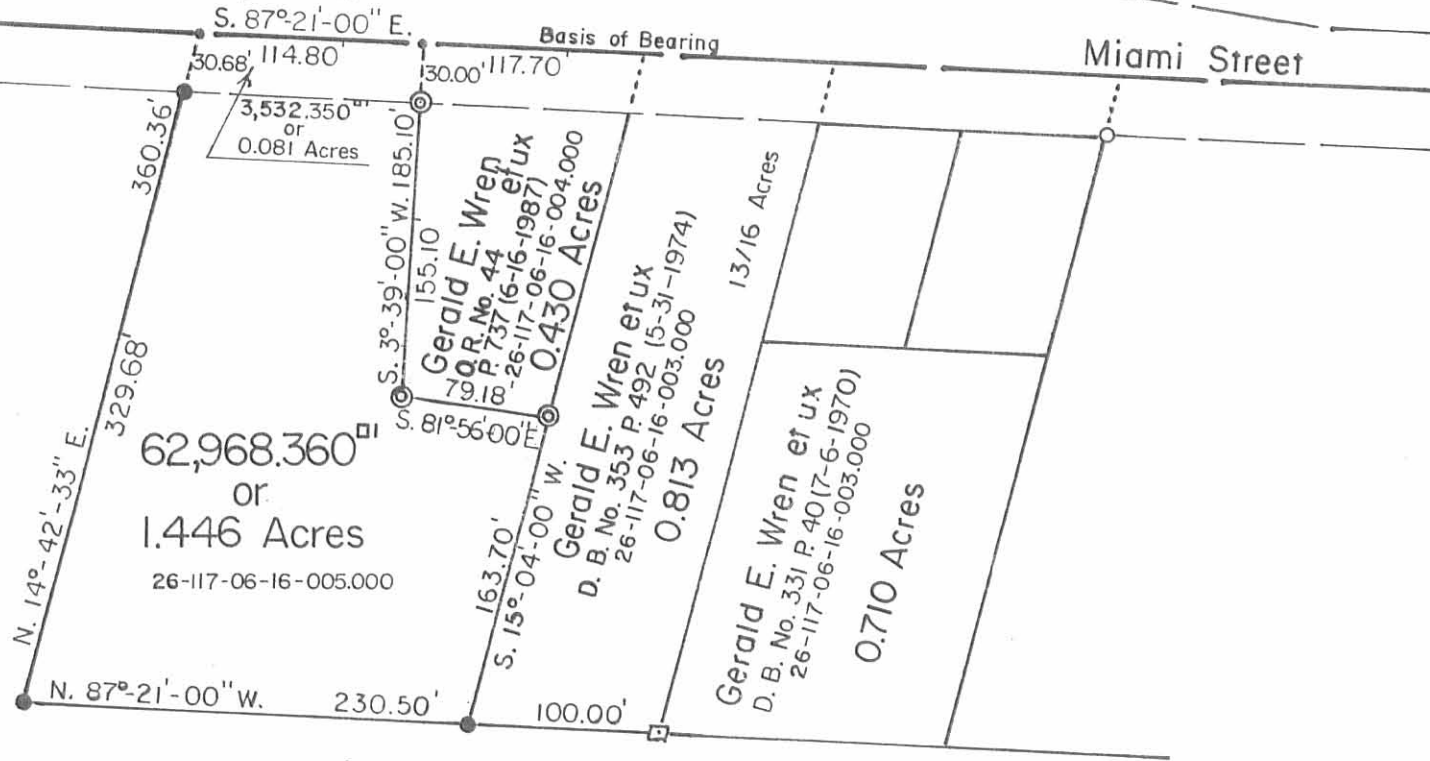 S. 87°-21'-00" E.
Basis of Bearing
Miami Street
30.68'
114.80'
30.00'
117.70'
3,532.350
or
0.081 Acres
360.36'
329.68'
N. 14°-42'-33" E.
S. 3°-39'-00" W. 185.10'
155.10'
Gerald E. Wren
et ux
O.R. No. 44
P. 737 (6-16-1987)
26-117-06-16-004.000
0.430 Acres
79.18'
S. 81°-56'00"E
62,968.360
or
1.446 Acres
26-117-06-16-005.000
163.70'
S. 15°-04'-00" W.
Gerald E. Wren et ux
D. B. No. 353 P. 492 (5-31-1974)
26-117-06-16-003.000
0.813 Acres
13/16 Acres
Gerald E. Wren et ux
D. B. No. 331 P. 40 (7-6-1970)
26-117-06-16-003.000
0.710 Acres
N. 87°-21'-00" W.
230.50'
100.00'